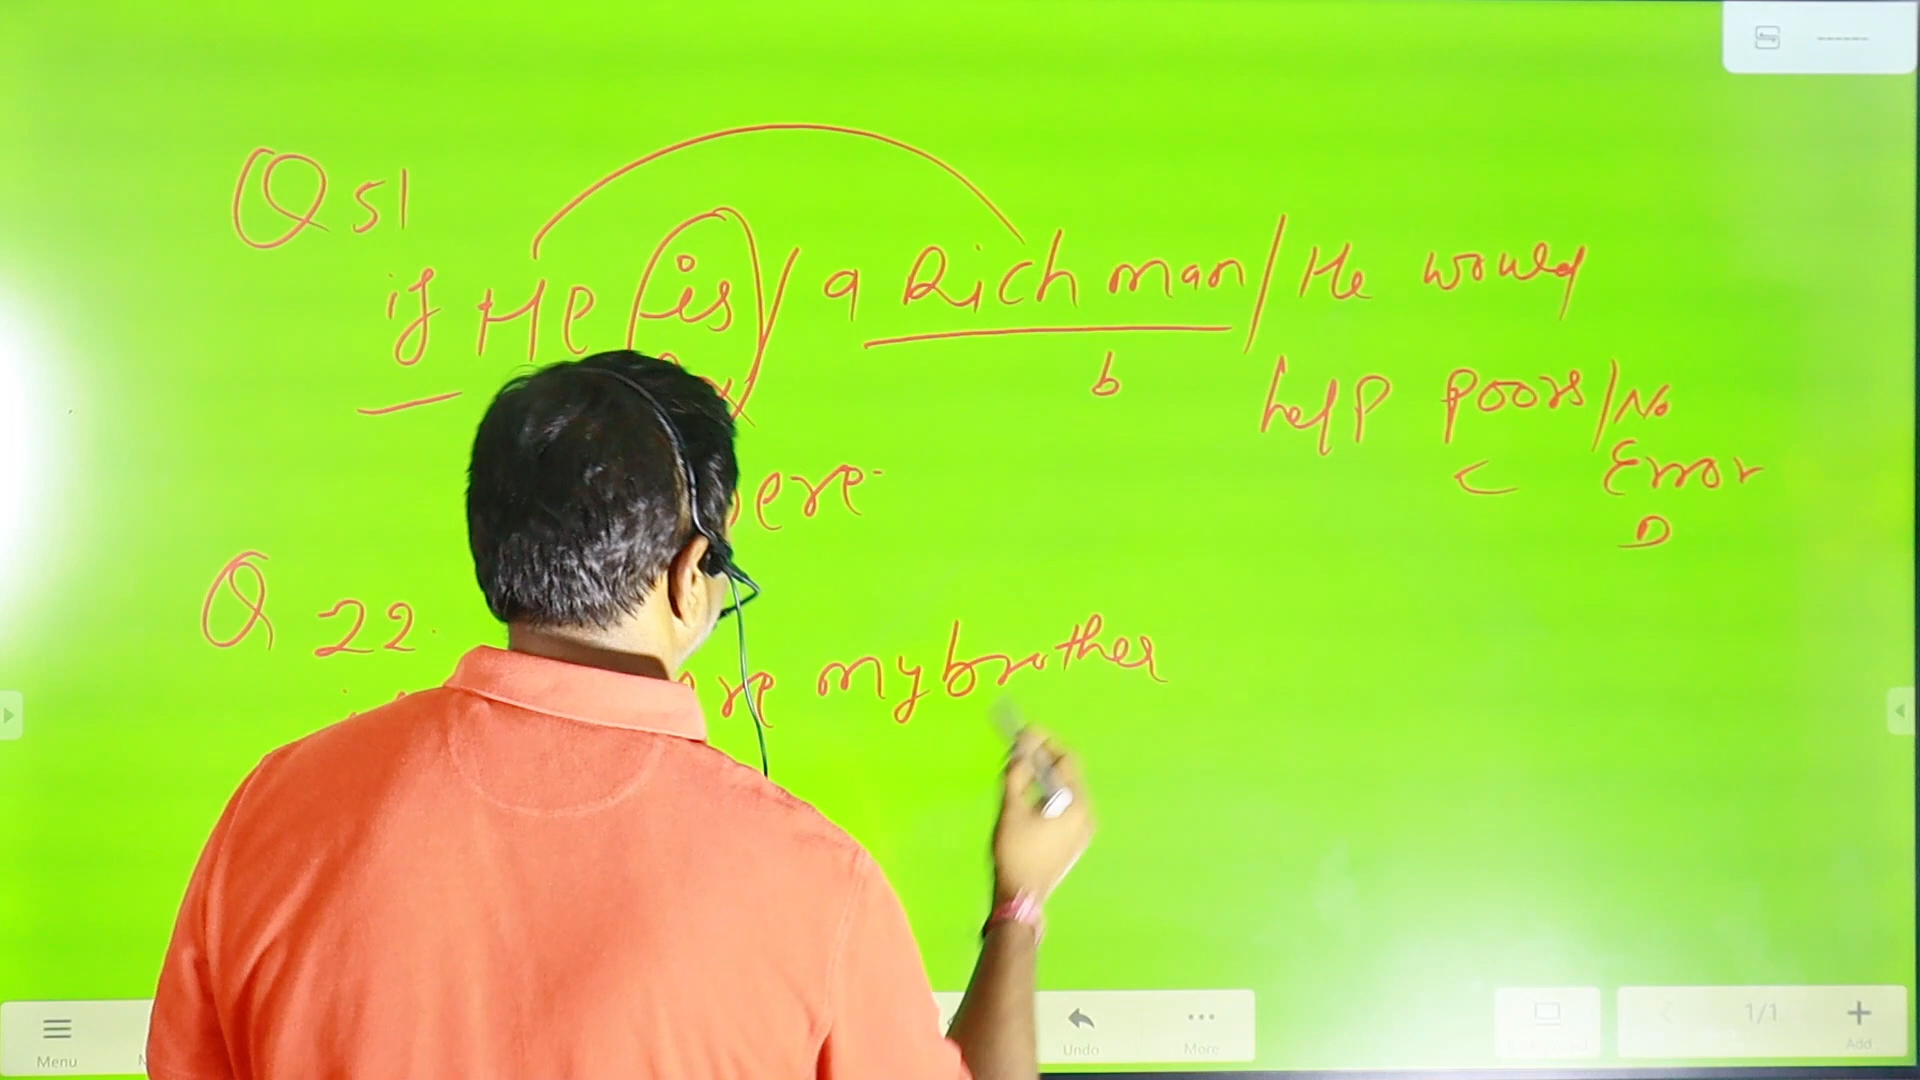 Q 51
if He is / a Rich man / He would
help poors / No
b
c
Error
D
Q 22.
my brother
Menu
Undo
More
1/1
Add